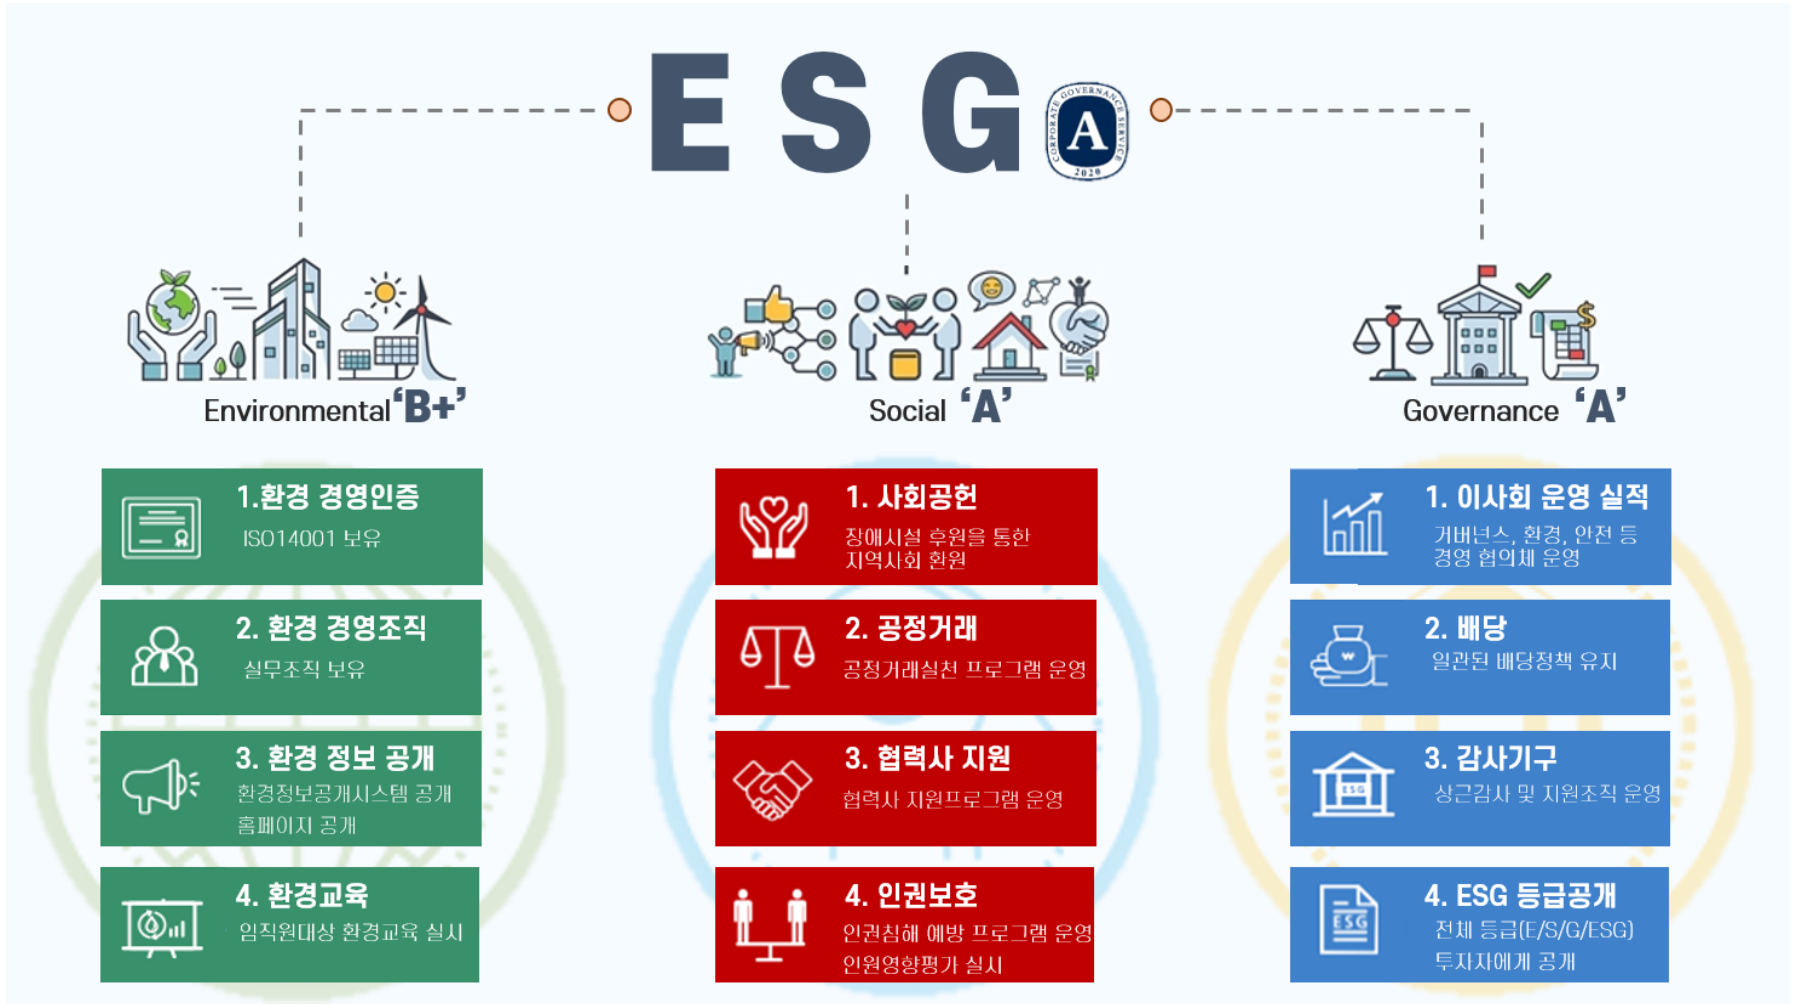 E S G
CORPORATE GOVERNANCE SERVICE
A
2020
Environmental 'B+'
1.환경 경영인증
ISO14001 보유
2. 환경 경영조직
실무조직 보유
3. 환경 정보 공개
환경정보공개시스템 공개
홈페이지 공개
4. 환경교육
임직원대상 환경교육 실시
Social 'A'
1. 사회공헌
장애시설 후원을 통한
지역사회 환원
2. 공정거래
공정거래실천 프로그램 운영
3. 협력사 지원
협력사 지원프로그램 운영
4. 인권보호
인권침해 예방 프로그램 운영
인원영향평가 실시
Governance 'A'
1. 이사회 운영 실적
거버넌스, 환경, 안전 등
경영 협의체 운영
2. 배당
₩
일관된 배당정책 유지
3. 감사기구
ESG
상근감사 및 지원조직 운영
4. ESG 등급공개
ESG
전체 등급(E/S/G/ESG)
투자자에게 공개